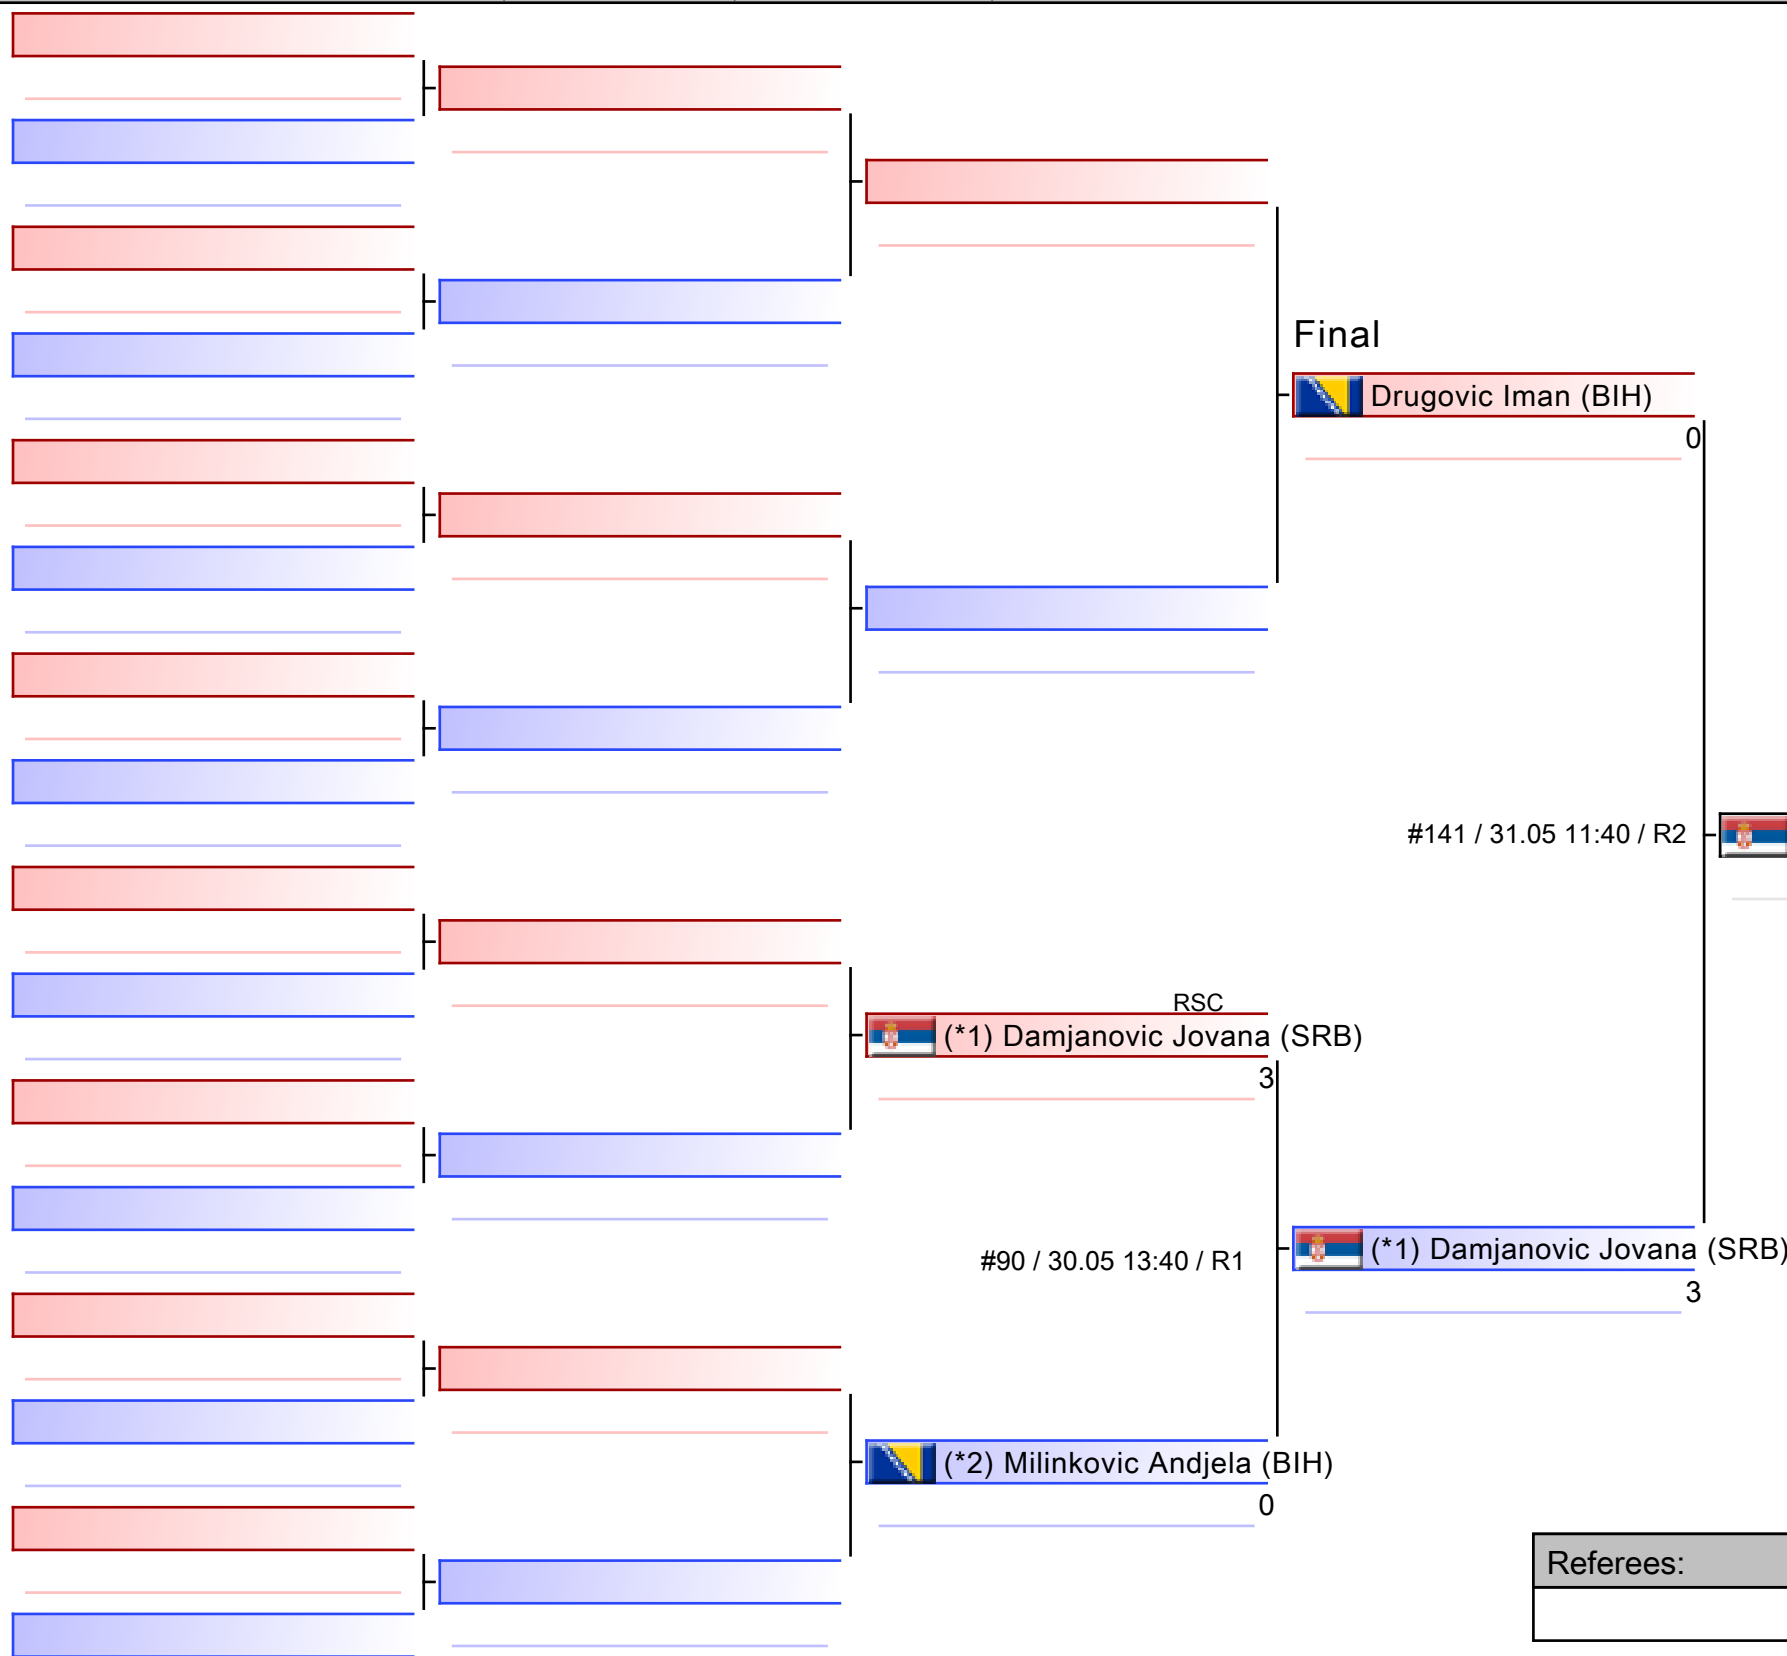 Final
Drugovic Iman (BIH)
0
#141 / 31.05 11:40 / R2
RSC
(*1) Damjanovic Jovana (SRB)
3
#90 / 30.05 13:40 / R1
(*1) Damjanovic Jovana (SRB)
3
(*2) Milinkovic Andjela (BIH)
0
Referees: